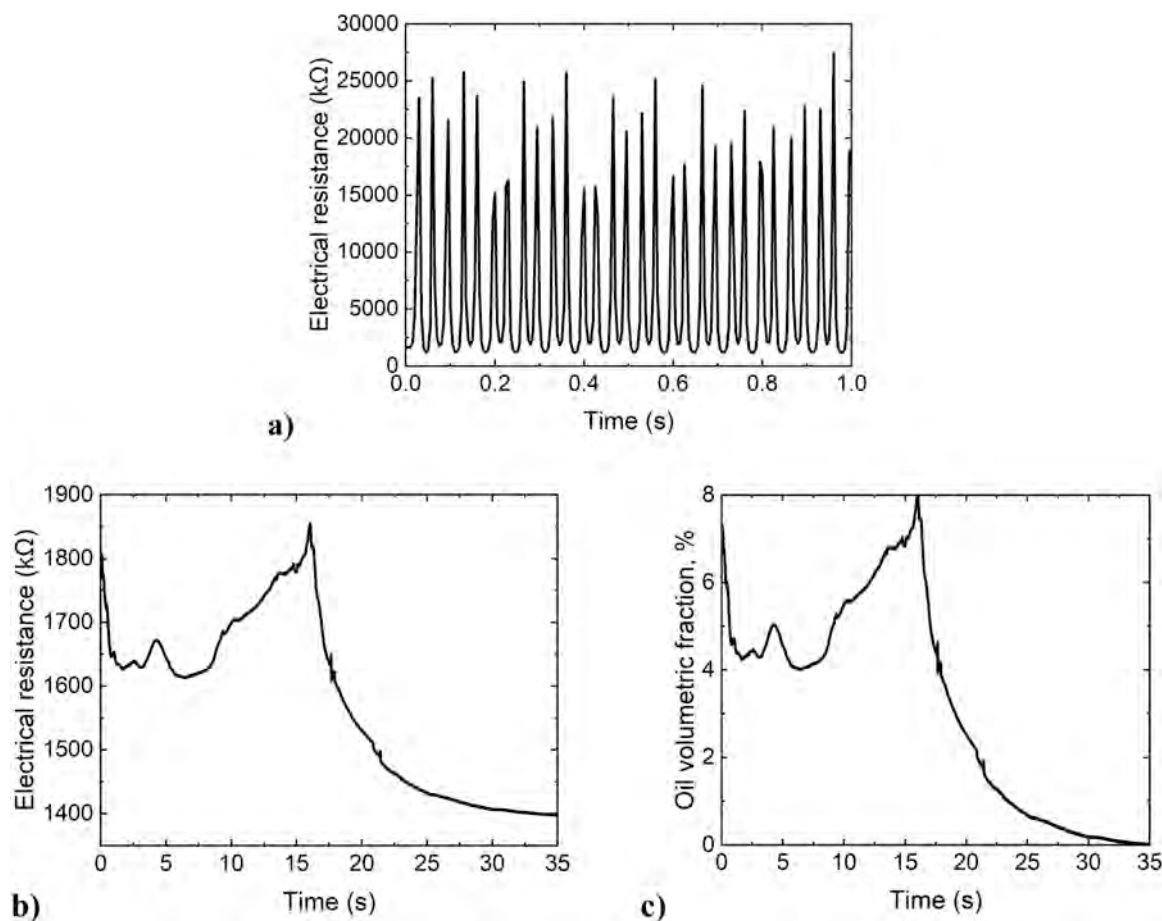 30000
25000
20000
15000
10000
5000
0
Electrical resistance (kΩ)
0.0 0.2 0.4 0.6 0.8 1.0
Time (s)
a)
1900
1800
1700
1600
1500
1400
Electrical resistance (kΩ)
0 5 10 15 20 25 30 35
Time (s)
b)
8
6
4
2
0
Oil volumetric fraction, %
0 5 10 15 20 25 30 35
Time (s)
c)